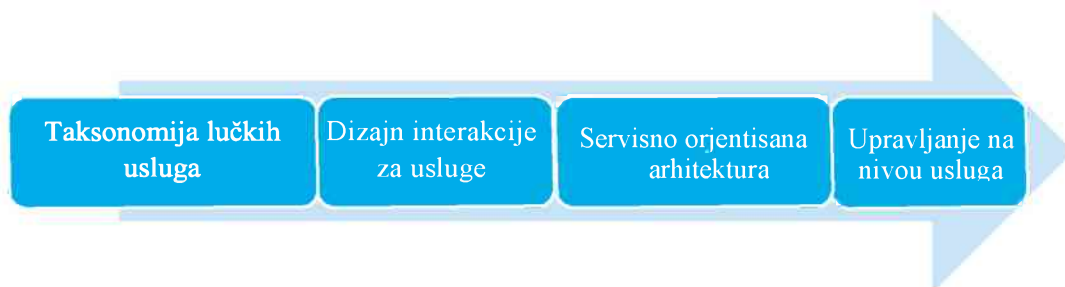 Taksonomija lučkih
usluga
Dizajn interakcije
za usluge
Servisno orjentisana
arhitektura
Upravljanje na
nivou usluga